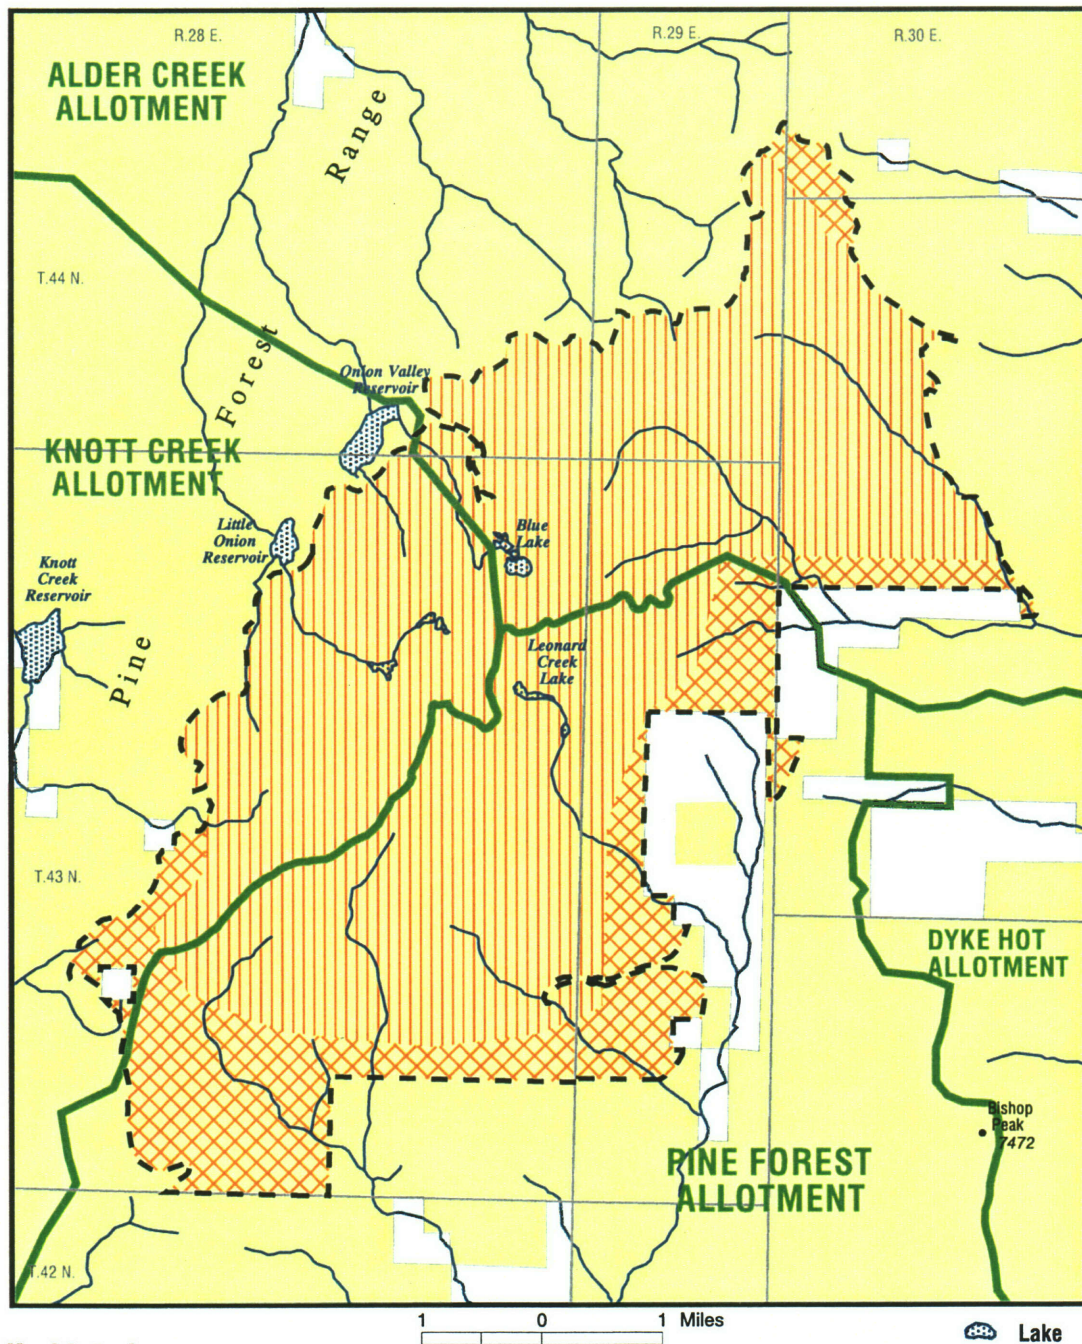 R.28 E.
R.29 E.
R.30 E.
ALDER CREEK
ALLOTMENT
Range
T.44 N.
Forest
Onion Valley
Reservoir
KNOTT CREEK
ALLOTMENT
Little
Onion
Reservoir
Blue
Lake
Knott
Creek
Reservoir
Leonard
Creek
Lake
Pine
T.43 N.
DYKE HOT
ALLOTMENT
Bishop
Peak
7472
PINE FOREST
ALLOTMENT
T.42 N.
1 0 1 Miles
Lake